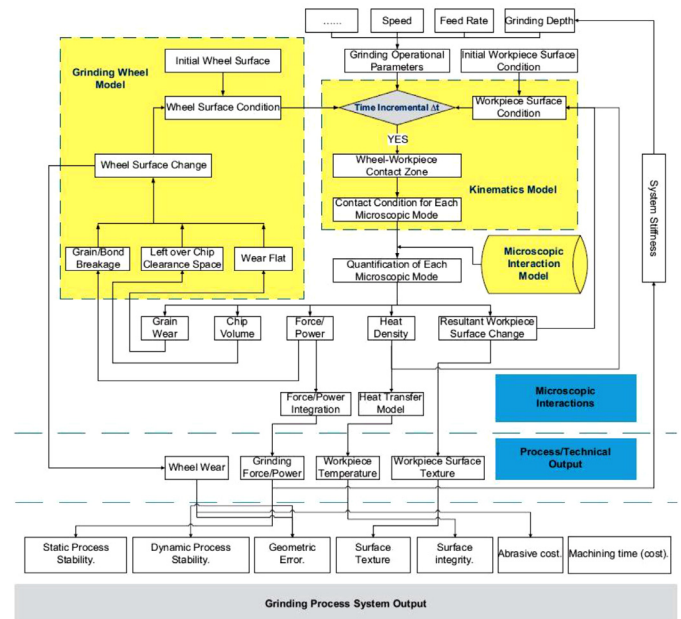 ......
Speed
Feed Rate
Grinding Depth
Grinding Wheel
Model
Initial Wheel Surface
Grinding Operational
Parameters
Initial Workpiece Surface
Condition
Wheel Surface Condition
Time Incremental Δt
Workpiece Surface
Condition
YES
Wheel Surface Change
Wheel-Workpiece
Contact Zone
Kinematics Model
Contact Condition for Each
Microscopic Mode
System Stiffness
Grain/Bond
Breakage
Left over Chip
Clearance Space
Wear Flat
Quantification of Each
Microscopic Mode
Microscopic
Interaction
Model
Grain
Wear
Chip
Volume
Force/
Power
Heat
Density
Resultant Workpiece
Surface Change
Force/Power
Integration
Heat Transfer
Model
Microscopic
Interactions
Wheel Wear
Grinding
Force/Power
Workpiece
Temperature
Workpiece Surface
Texture
Process/Technical
Output
Static Process
Stability.
Dynamic Process
Stability.
Geometric
Error.
Surface
Texture
Surface
integrity.
Abrasive cost.
Machining time (cost).
Grinding Process System Output